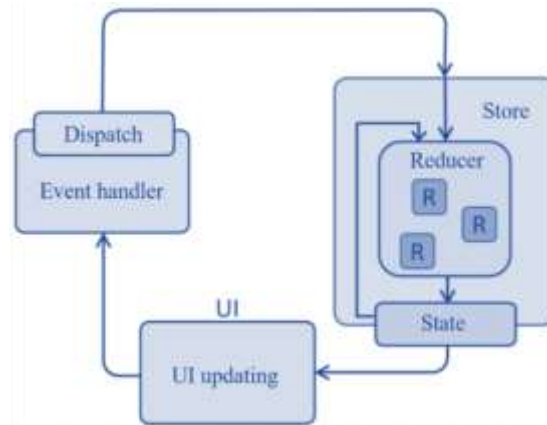 Dispatch
Event handler
Store
Reducer
R
R
R
State
UI
UI updating